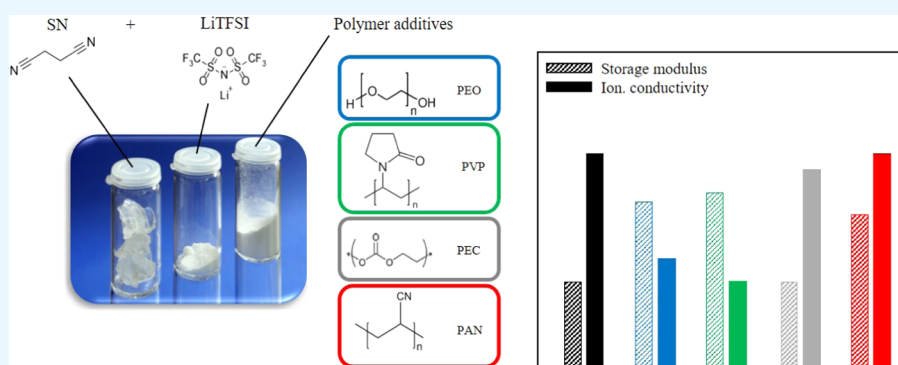 SN + LiTFSI Polymer additives
N
N
F3C O O CF3
S S
O N- O
Li+
H O OH
n
PEO
O
N
n
PVP
O
* O O *
PEC
CN
n
PAN
Storage modulus
Ion. conductivity